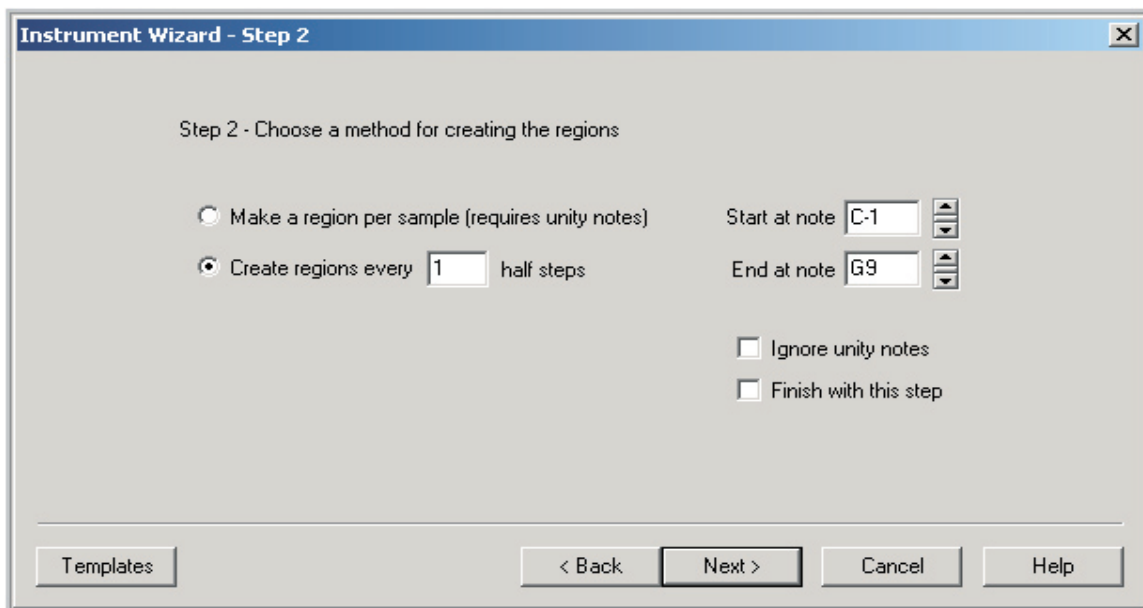 Instrument Wizard - Step 2
Step 2 - Choose a method for creating the regions
Make a region per sample (requires unity notes)
Start at note C-1
Create regions every 1 half steps
End at note G9
Ignore unity notes
Finish with this step
Templates
< Back
Next >
Cancel
Help